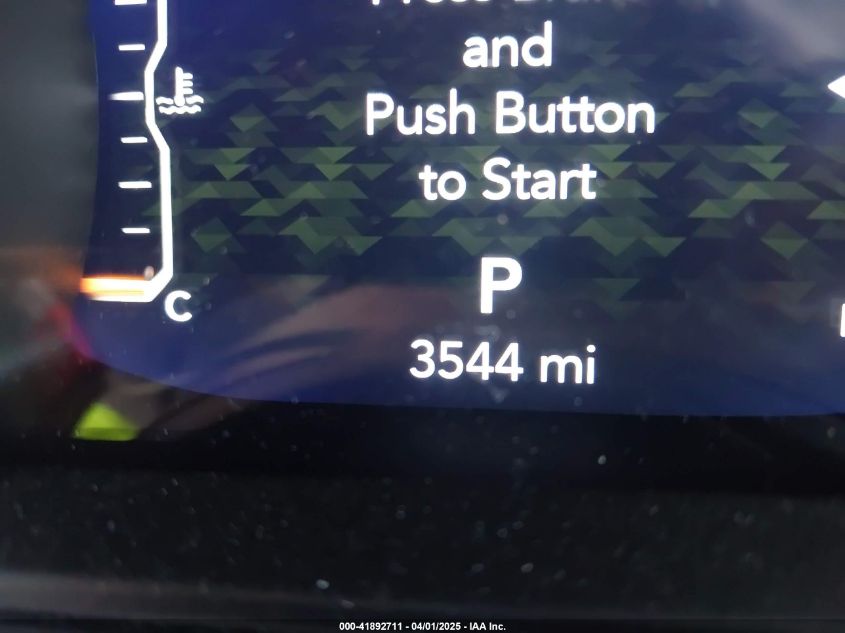 and
Push Button
to Start
P
C
3544 mi
000-41892711 - 04/01/2025 - IAA Inc.